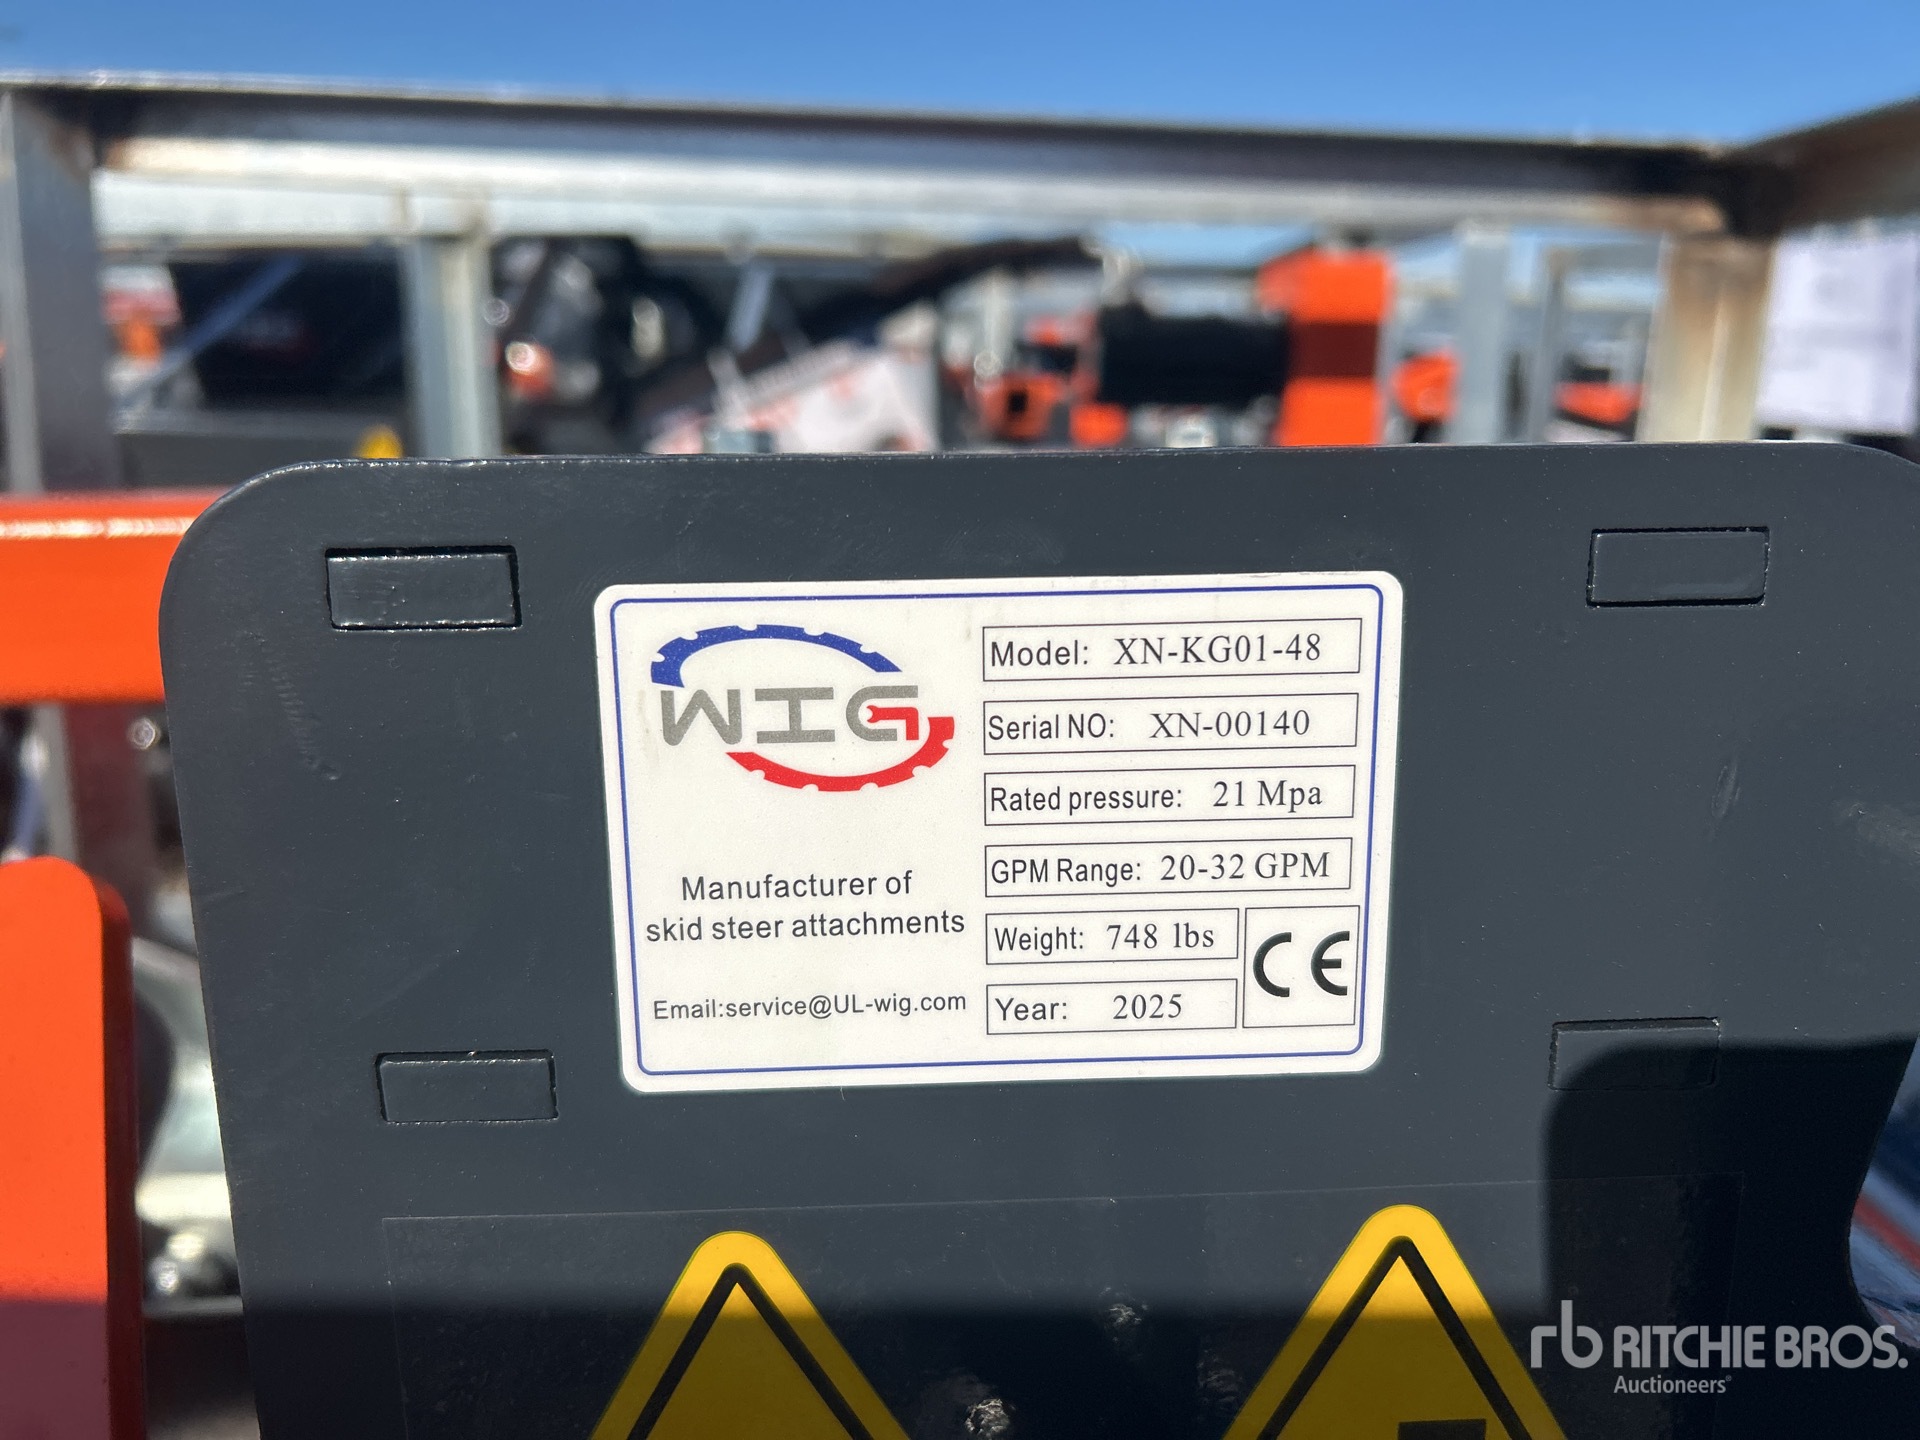 WIG
Manufacturer of
skid steer attachments
Email:service@UL-wig.com
Model: XN-KG01-48
Serial NO: XN-00140
Rated pressure: 21 Mpa
GPM Range: 20-32 GPM
Weight: 748 lbs
Year: 2025
CE
rb RITCHIE BROS.
Auctioneers®